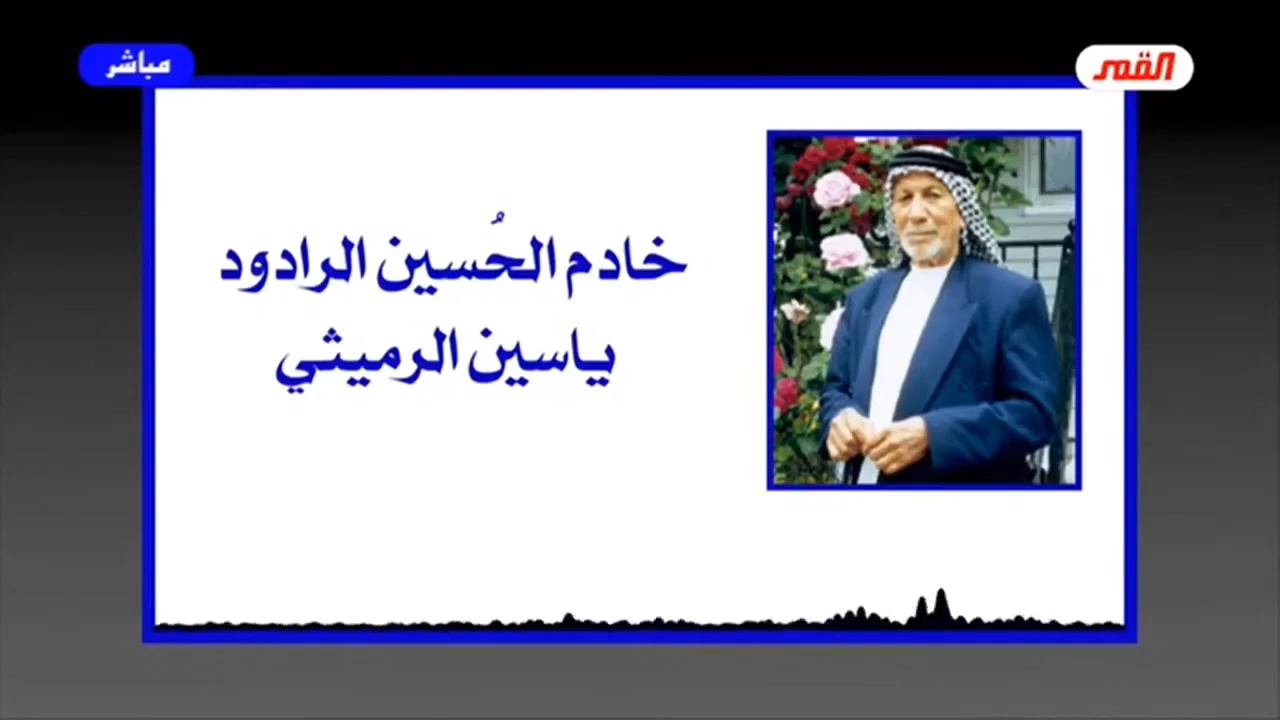 القمر
مباشر
خادم الحُسين الرادود
ياسين الرميثي